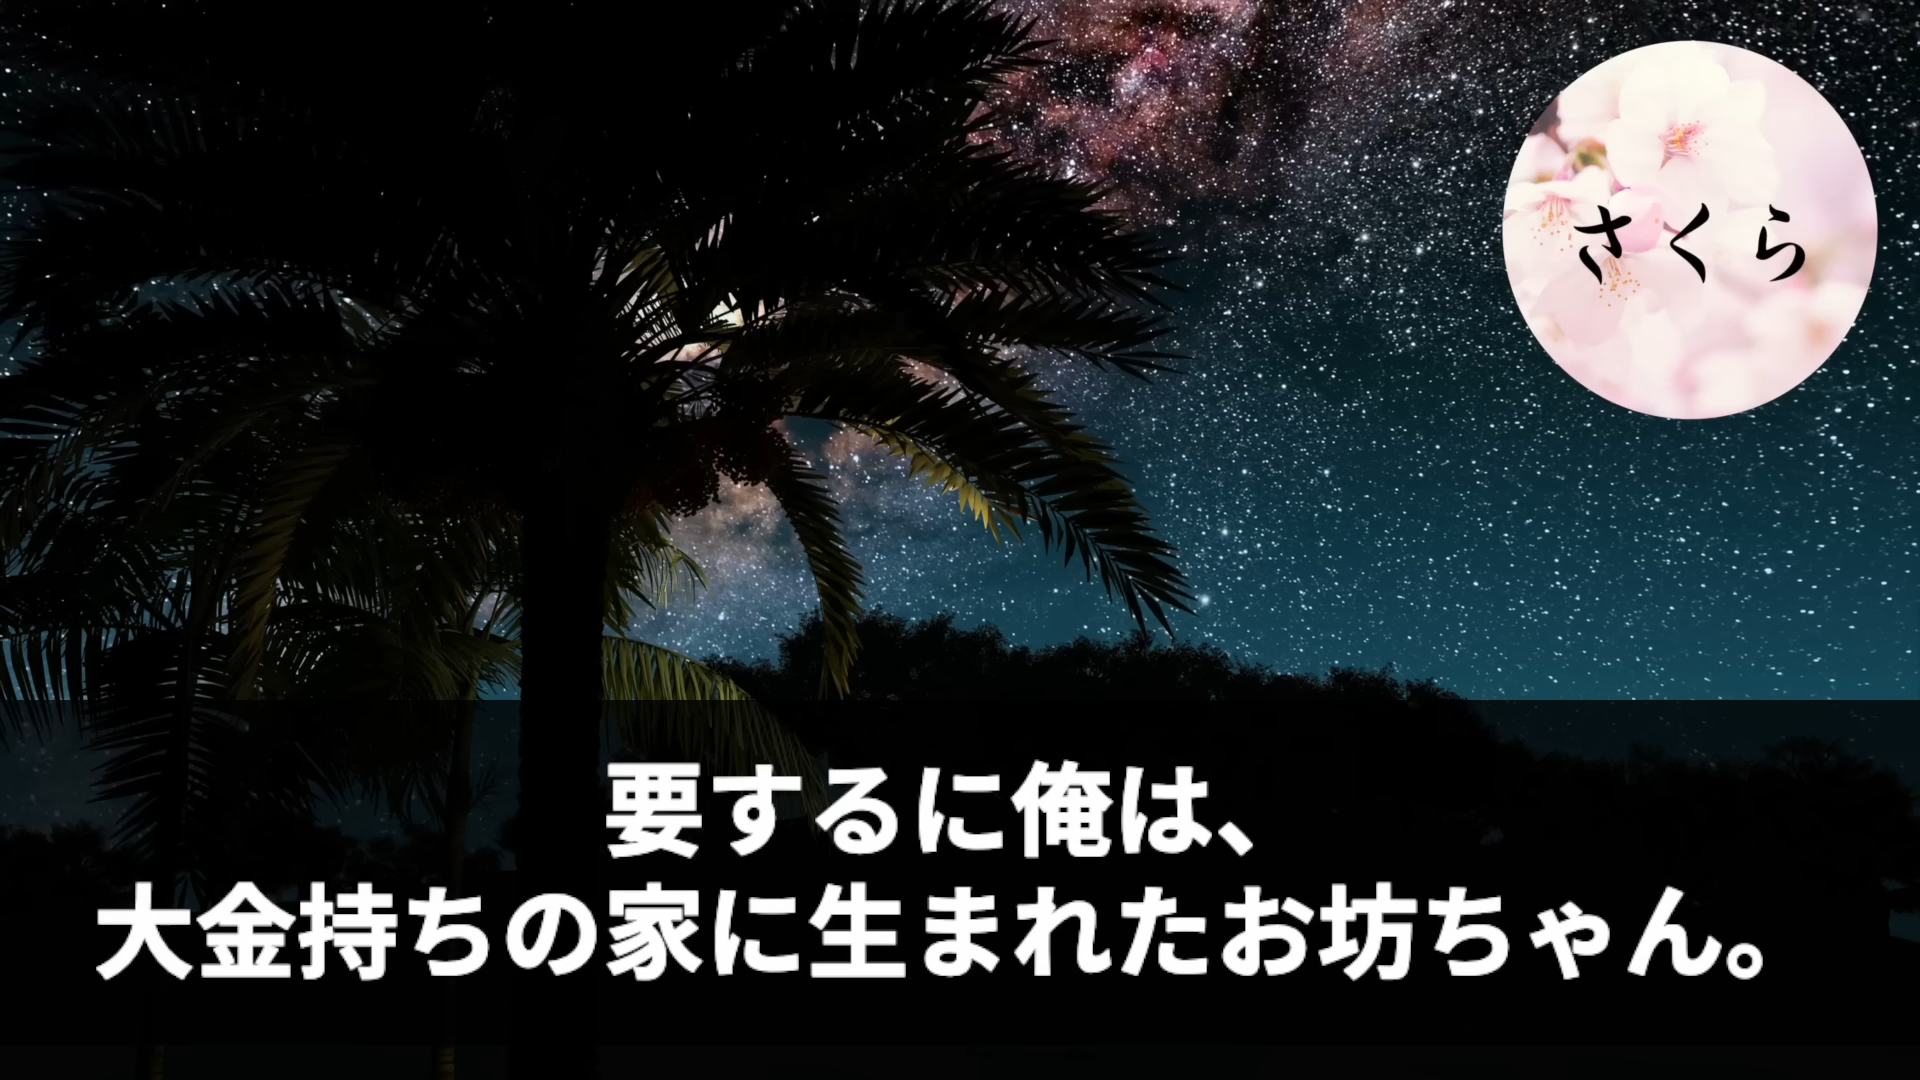 さくら
要するに俺は、
大金持ちの家に生まれたお坊ちゃん。